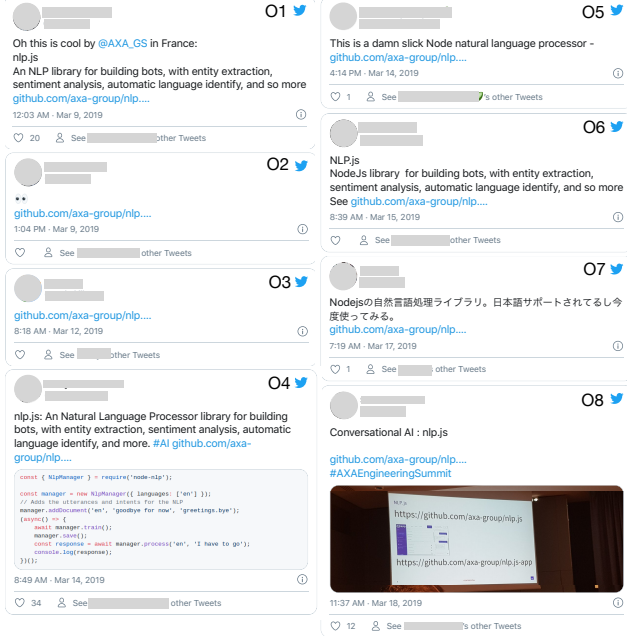 O1
Oh this is cool by @AXA_GS in France:
nlp.js
An NLP library for building bots, with entity extraction,
sentiment analysis, automatic language identify, and so more
github.com/axa-group/nlp....
12:03 AM · Mar 9, 2019
20 See other Tweets
O2
👀
github.com/axa-group/nlp....
1:04 PM · Mar 9, 2019
See other Tweets
O3
github.com/axa-group/nlp....
8:18 AM · Mar 12, 2019
See other Tweets
O4
nlp.js: An Natural Language Processor library for building
bots, with entity extraction, sentiment analysis, automatic
language identify, and more. #AI github.com/axa-
group/nlp....
const { NlpManager } = require('node-nlp');
const manager = new NlpManager({ languages: ['en'] });
// Adds the utterances and intents for the NLP
manager.addDocument('en', 'goodbye for now', 'greetings.bye');
(async() => {
    await manager.train();
    manager.save();
    const response = await manager.process('en', 'I have to go');
    console.log(response);
})();
8:49 AM · Mar 14, 2019
34 See other Tweets
O5
This is a damn slick Node natural language processor -
github.com/axa-group/nlp....
4:14 PM · Mar 14, 2019
1 See 's other Tweets
O6
NLP.js
NodeJs library for building bots, with entity extraction,
sentiment analysis, automatic language identify, and so more
See github.com/axa-group/nlp....
8:39 AM · Mar 15, 2019
See other Tweets
O7
Nodejsの自然言語処理ライブラリ。日本語サポートされてるし今
度使ってみる。
github.com/axa-group/nlp....
7:19 AM · Mar 17, 2019
1 See other Tweets
O8
Conversational AI : nlp.js
github.com/axa-group/nlp....
#AXAEngineeringSummit
NLP.js
https://github.com/axa-group/nlp.js
https://github.com/axa-group/nlp.js-app
11:37 AM · Mar 18, 2019
12 See 's other Tweets